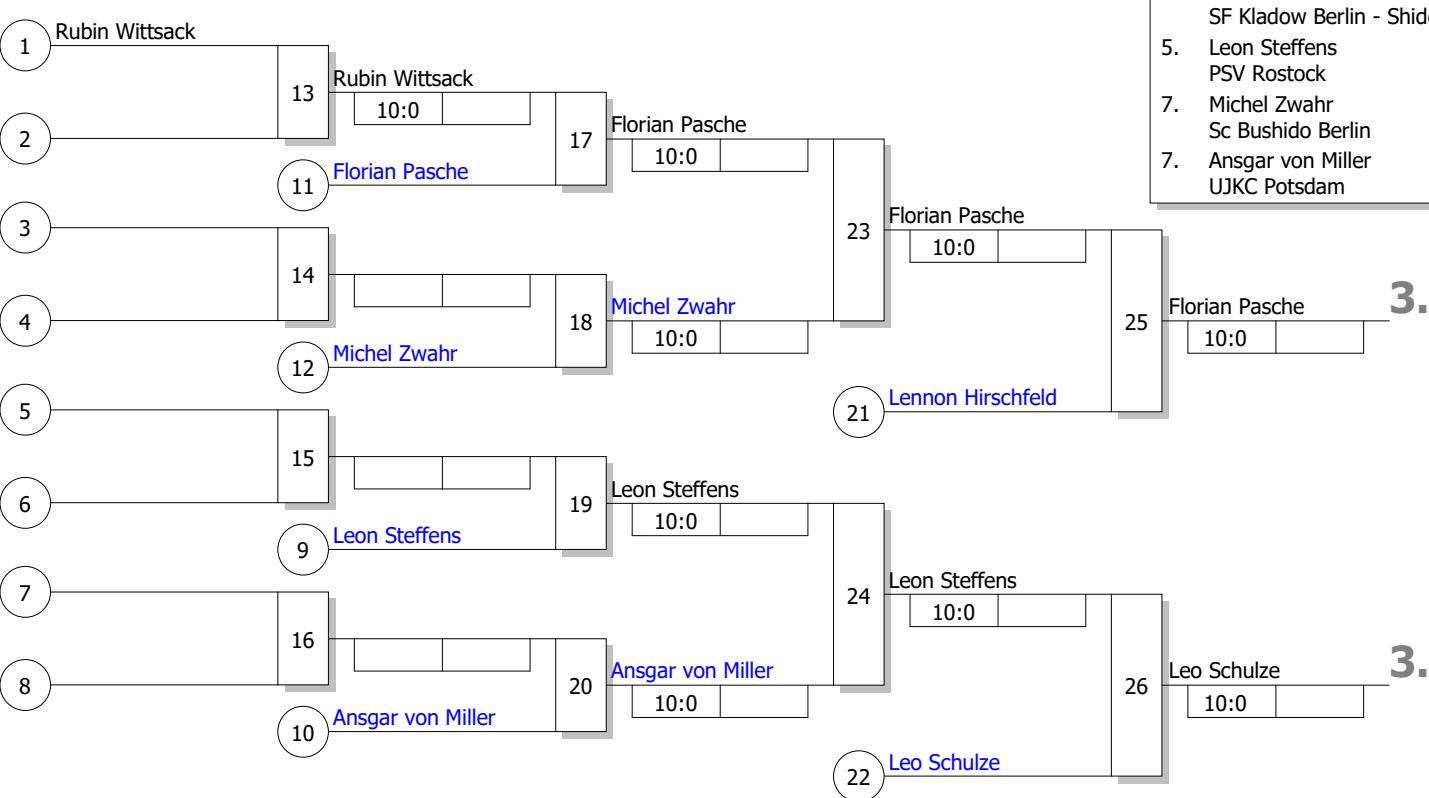 SF Kladow Berlin - Shid
5. Leon Steffens
PSV Rostock
7. Michel Zwahr
Sc Bushido Berlin
7. Ansgar von Miller
UJKC Potsdam
1 Rubin Wittsack
2
13 Rubin Wittsack
10:0
11 Florian Pasche
17 Florian Pasche
10:0
3
4
14
12 Michel Zwahr
18 Michel Zwahr
10:0
23 Florian Pasche
10:0
21 Lennon Hirschfeld
25 Florian Pasche
10:0
3.
5
6
15
9 Leon Steffens
19 Leon Steffens
10:0
7
8
16
10 Ansgar von Miller
20 Ansgar von Miller
10:0
24 Leon Steffens
10:0
22 Leo Schulze
26 Leo Schulze
10:0
3.